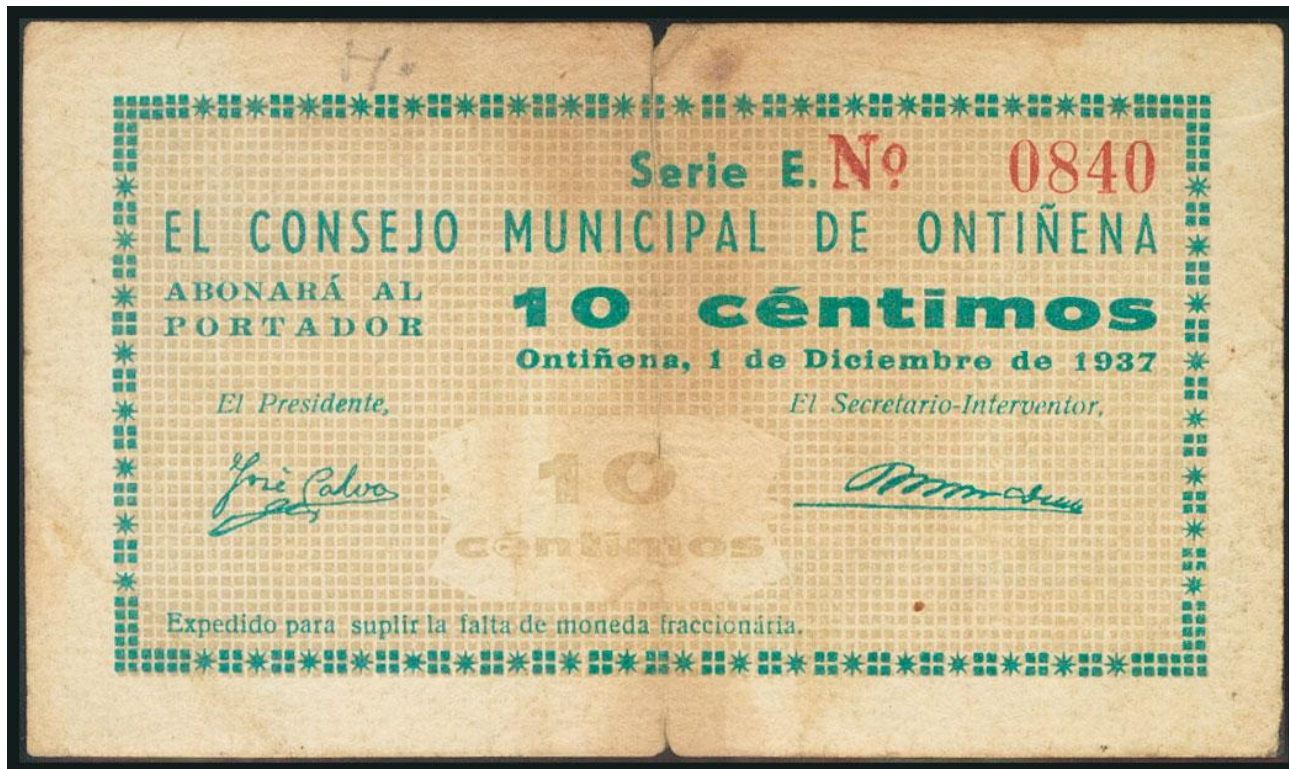 H.
Serie E. Nº 0840
EL CONSEJO MUNICIPAL DE ONTIÑENA
ABONARÁ AL
PORTADOR
10 céntimos
Ontiñena, 1 de Diciembre de 1937
El Presidente,
El Secretario-Interventor,
José Calvo
10
céntimos
Expedido para suplir la falta de moneda fraccionária.